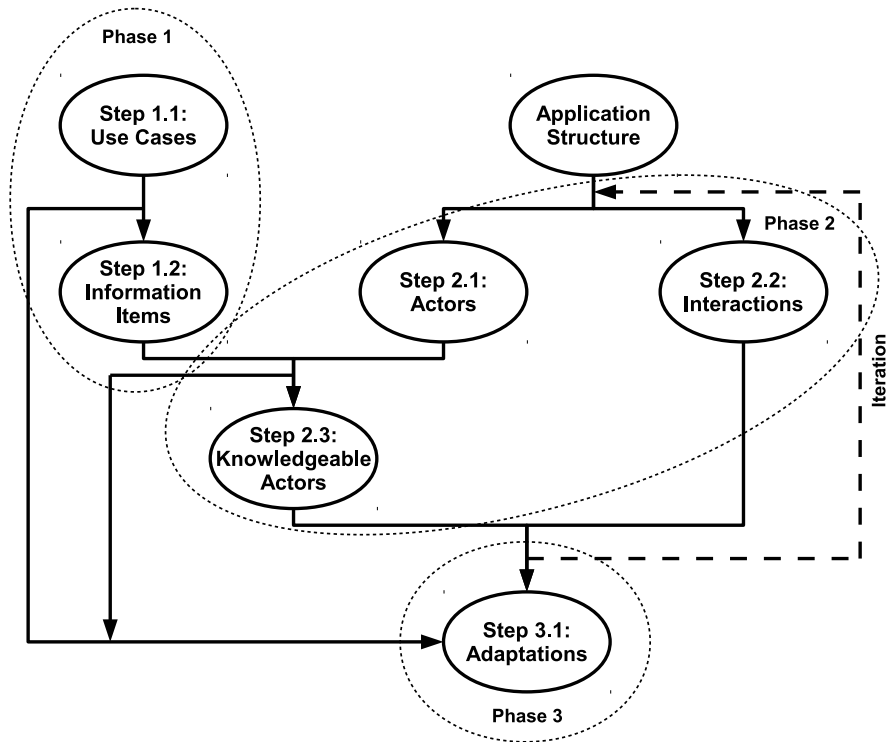 Phase 1
Step 1.1:
Use Cases
Application
Structure
Phase 2
Step 1.2:
Information
Items
Step 2.1:
Actors
Step 2.2:
Interactions
Iteration
Step 2.3:
Knowledgeable
Actors
Step 3.1:
Adaptations
Phase 3